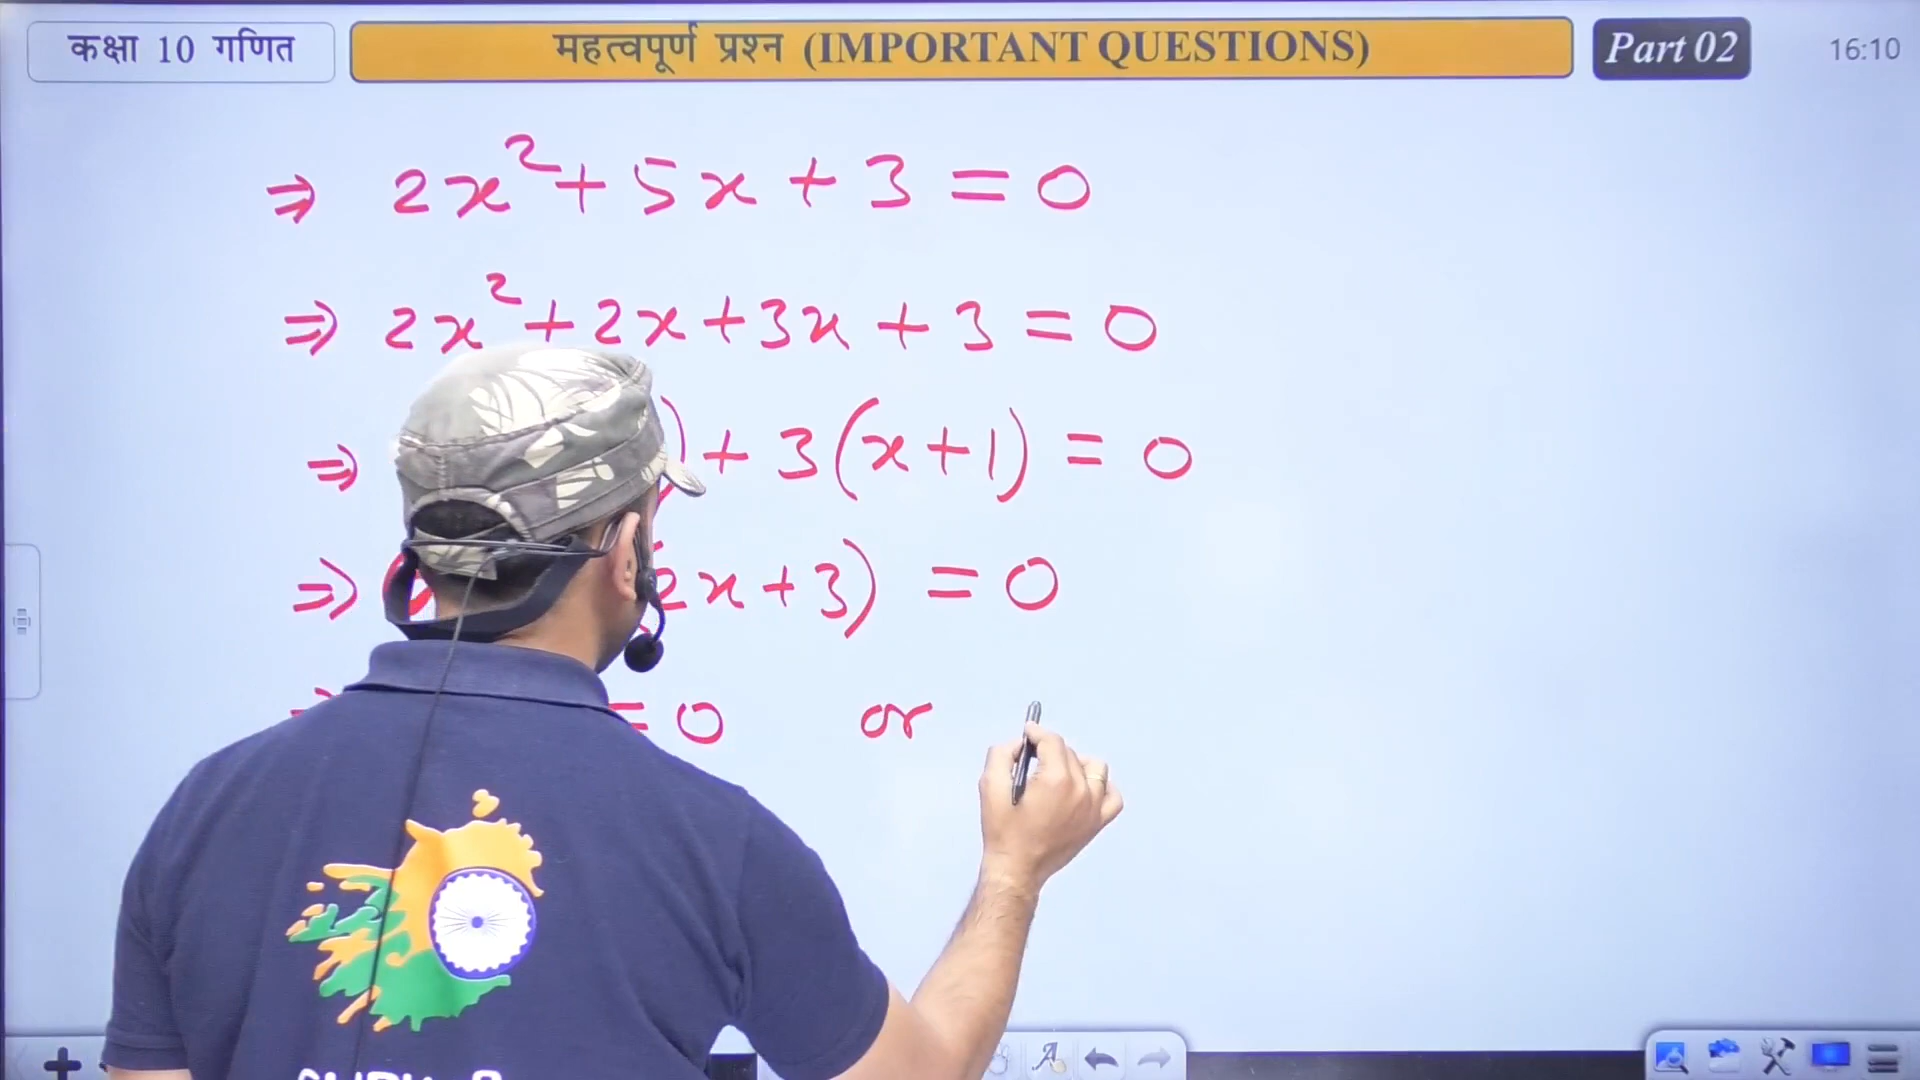 कक्षा 10 गणित
महत्वपूर्ण प्रश्न (IMPORTANT QUESTIONS)
Part 02
16:10
⇒ 2x² + 5x + 3 = 0
⇒ 2x² + 2x + 3x + 3 = 0
⇒ ) + 3(x+1) = 0
⇒ 2x+3) = 0
= 0 or